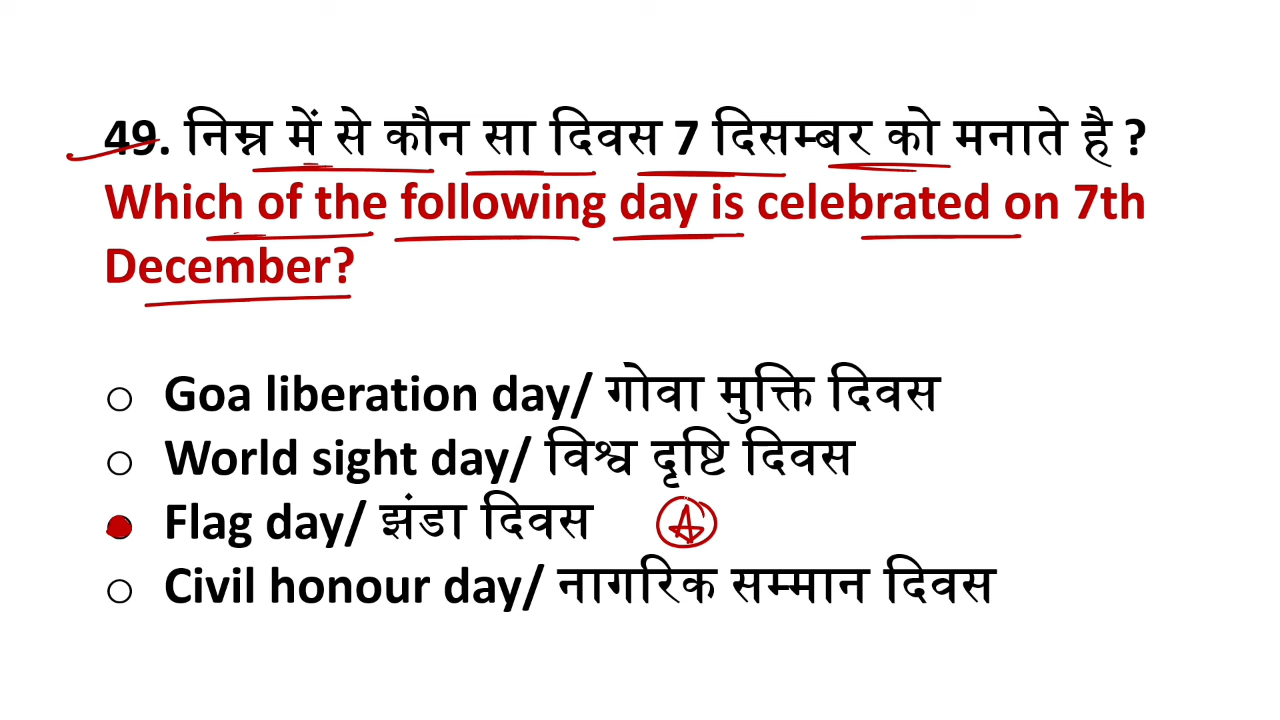 49. निम्न में से कौन सा दिवस 7 दिसम्बर को मनाते है ?
Which of the following day is celebrated on 7th
December?
Goa liberation day/ गोवा मुक्ति दिवस
World sight day/ विश्व दृष्टि दिवस
Flag day/ झंडा दिवस
Civil honour day/ नागरिक सम्मान दिवस